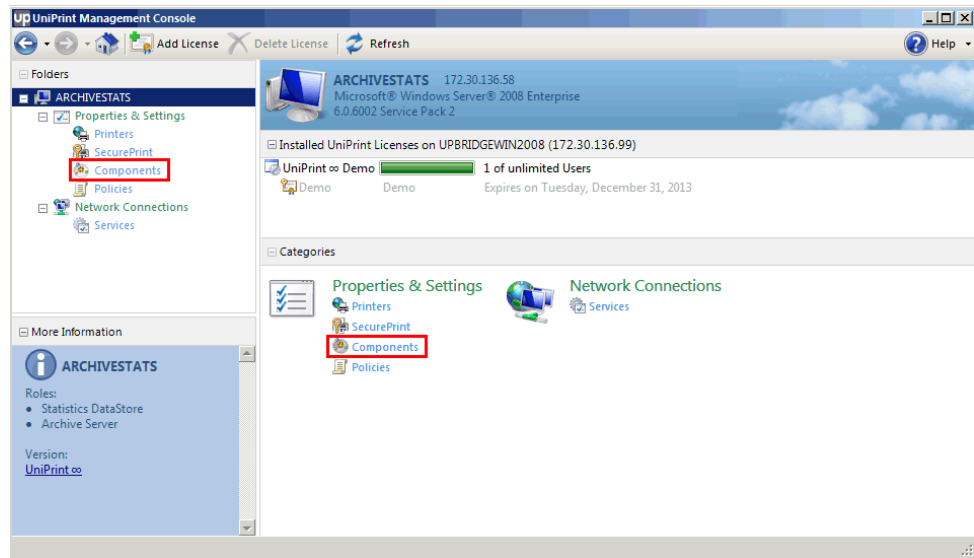 up UniPrint Management Console
Add License Delete License Refresh Help
Folders
ARCHIVESTATS
Properties & Settings
Printers
SecurePrint
Components
Policies
Network Connections
Services
More Information
ARCHIVESTATS
Roles:
• Statistics DataStore
• Archive Server
Version:
UniPrint ∞
ARCHIVESTATS 172.30.136.58
Microsoft® Windows Server® 2008 Enterprise
6.0.6002 Service Pack 2
Installed UniPrint Licenses on UPBRIDGEWIN2008 (172.30.136.99)
UniPrint ∞ Demo 1 of unlimited Users
Demo Demo Expires on Tuesday, December 31, 2013
Categories
Properties & Settings
Printers
SecurePrint
Components
Policies
Network Connections
Services